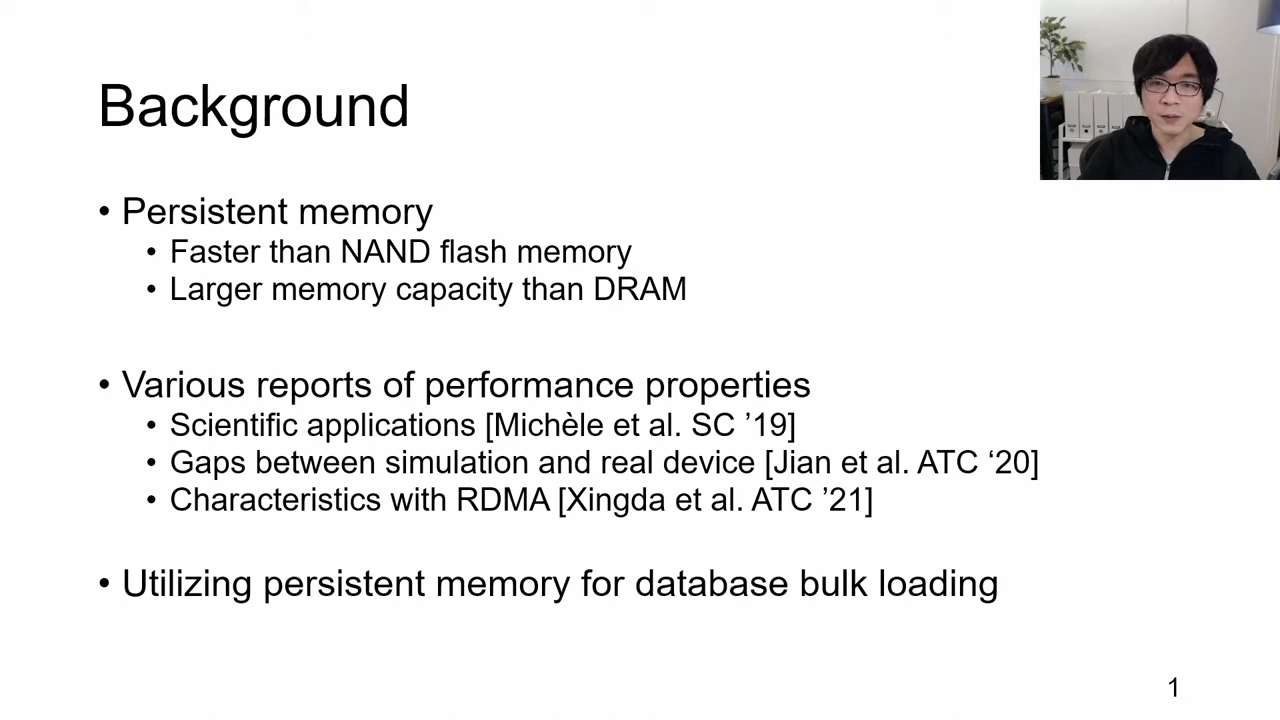 Background
• Persistent memory
• Faster than NAND flash memory
• Larger memory capacity than DRAM
• Various reports of performance properties
• Scientific applications [Michèle et al. SC ’19]
• Gaps between simulation and real device [Jian et al. ATC ‘20]
• Characteristics with RDMA [Xingda et al. ATC ’21]
• Utilizing persistent memory for database bulk loading
1